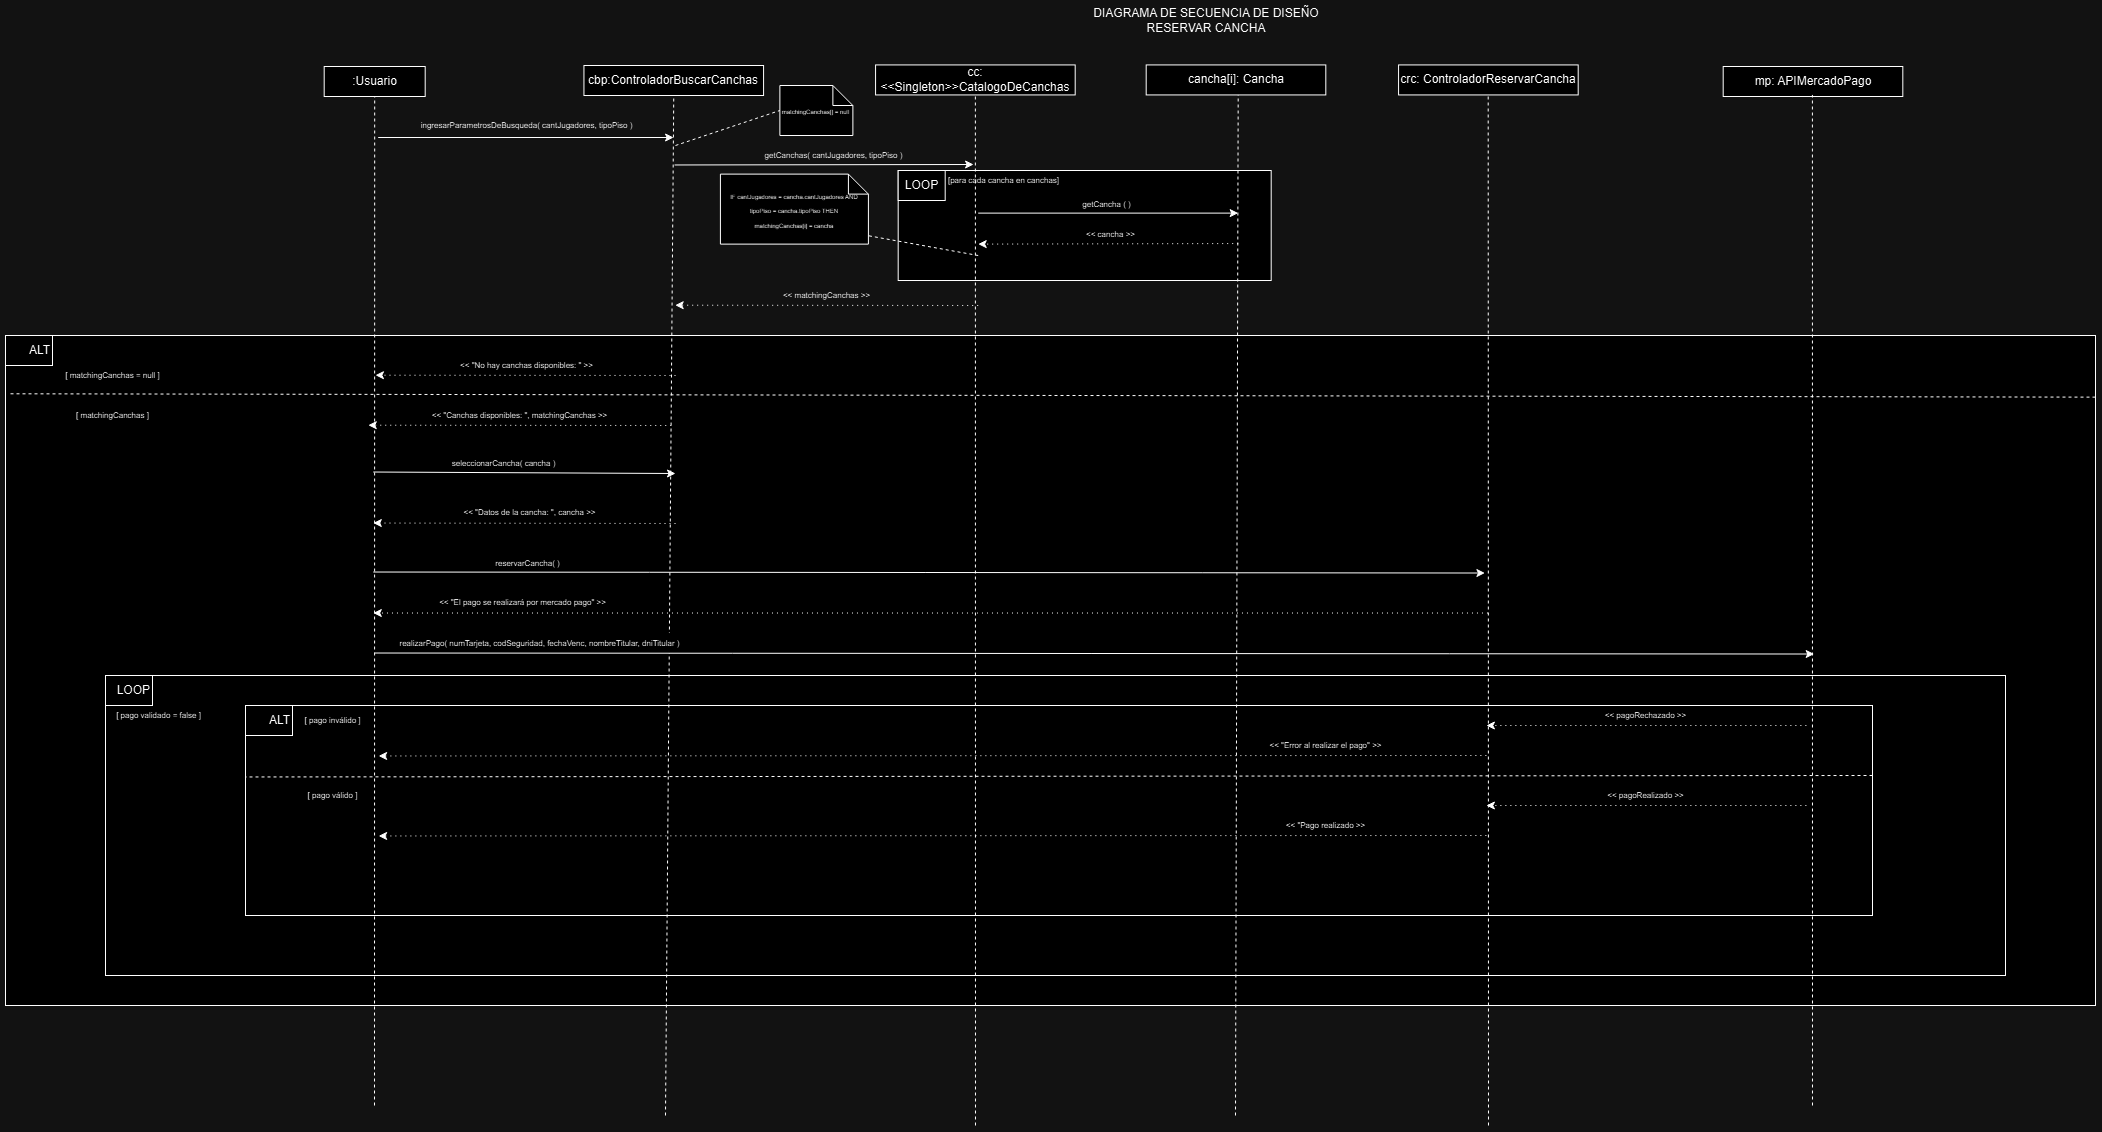 DIAGRAMA DE SECUENCIA DE DISEÑO
RESERVAR CANCHA
:Usuario
cbp:ControladorBuscarCanchas
cc:
<<Singleton>>CatalogoDeCanchas
cancha[i]: Cancha
crc: ControladorReservarCancha
mp: APIMercadoPago
matchingCanchas[] = null
ingresarParametrosDeBusqueda( cantJugadores, tipoPiso )
getCanchas( cantJugadores, tipoPiso )
LOOP
[para cada cancha en canchas]
IF cantJugadores = cancha.cantJugadores AND
tipoPiso = cancha.tipoPiso THEN
matchingCanchas[i] = cancha
getCancha ( )
<< cancha >>
<< matchingCanchas >>
ALT
<< "No hay canchas disponibles: " >>
[ matchingCanchas = null ]
[ matchingCanchas ]
<< "Canchas disponibles: ", matchingCanchas >>
seleccionarCancha( cancha )
<< "Datos de la cancha: ", cancha >>
reservarCancha( )
<< "El pago se realizará por mercado pago" >>
realizarPago( numTarjeta, codSeguridad, fechaVenc, nombreTitular, dniTitular )
LOOP
[ pago validado = false ]
ALT
[ pago inválido ]
<< pagoRechazado >>
<< "Error al realizar el pago" >>
[ pago válido ]
<< pagoRealizado >>
<< "Pago realizado >>